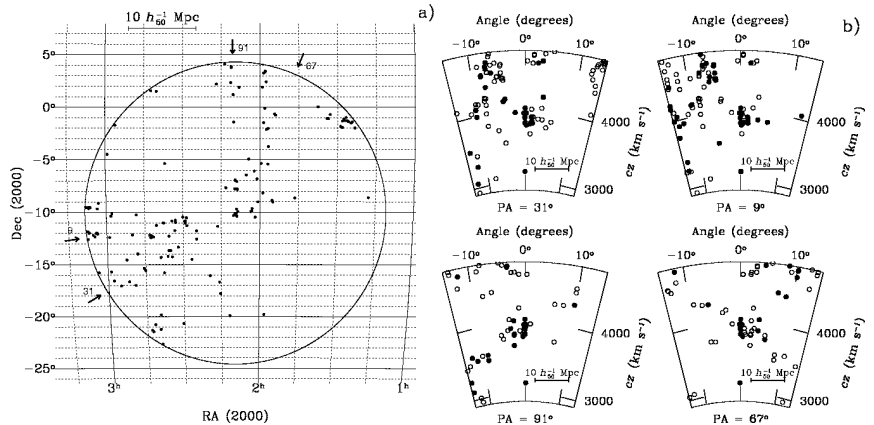 a)
10 h₅₀⁻¹ Mpc
91
67
9
31
5°
0°
−5°
−10°
−15°
−20°
−25°
Dec (2000)
3ʰ
2ʰ
1ʰ
RA (2000)
b)
Angle (degrees)
−10°
0°
10°
4000
3000
cz (km s⁻¹)
10 h₅₀⁻¹ Mpc
PA = 31°
Angle (degrees)
−10°
0°
10°
4000
3000
cz (km s⁻¹)
10 h₅₀⁻¹ Mpc
PA = 9°
Angle (degrees)
−10°
0°
10°
4000
3000
cz (km s⁻¹)
10 h₅₀⁻¹ Mpc
PA = 91°
Angle (degrees)
−10°
0°
10°
4000
3000
cz (km s⁻¹)
10 h₅₀⁻¹ Mpc
PA = 67°